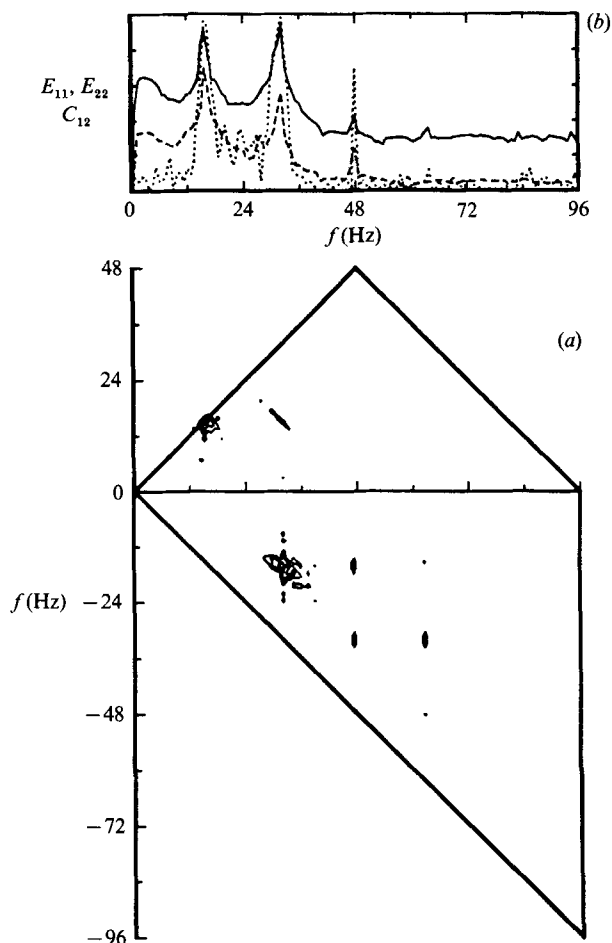 (b)
E₁₁, E₂₂
C₁₂
0 24 48 72 96
f (Hz)
48
(a)
24
0
f (Hz)
−24
−48
−72
−96